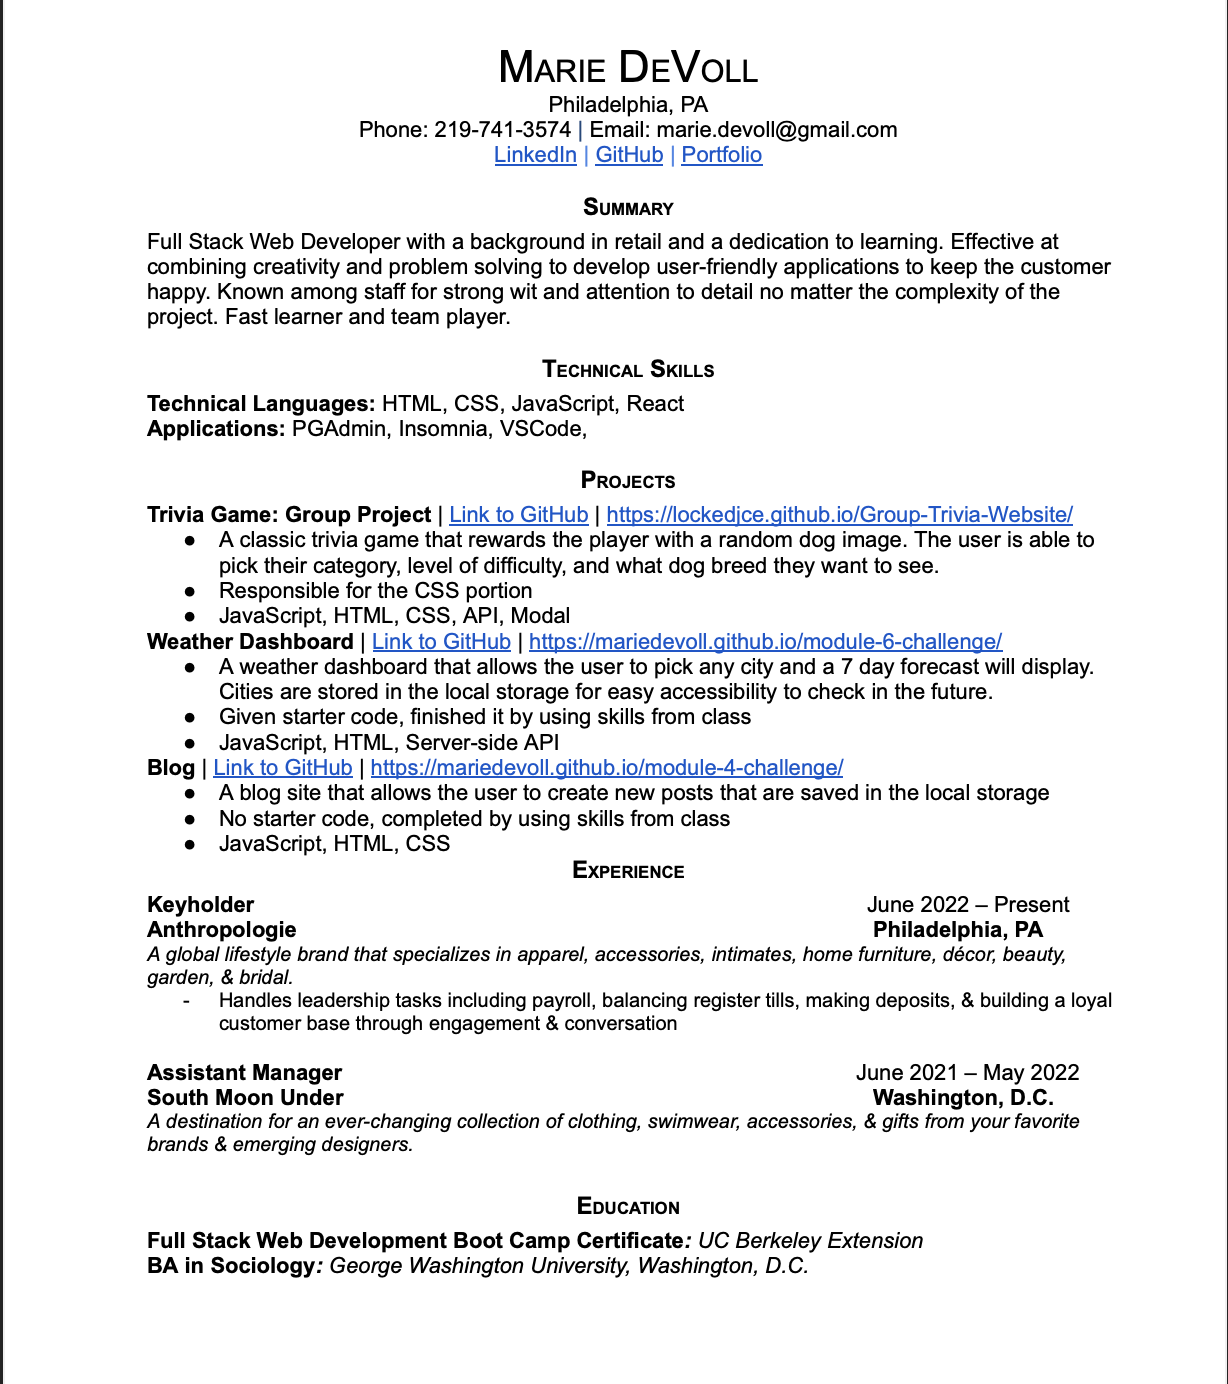 MARIE DEVOLL
Philadelphia, PA
Phone: 219-741-3574 | Email: marie.devoll@gmail.com
LinkedIn | GitHub | Portfolio
SUMMARY
Full Stack Web Developer with a background in retail and a dedication to learning. Effective at
combining creativity and problem solving to develop user-friendly applications to keep the customer
happy. Known among staff for strong wit and attention to detail no matter the complexity of the
project. Fast learner and team player.
TECHNICAL SKILLS
Technical Languages: HTML, CSS, JavaScript, React
Applications: PGAdmin, Insomnia, VSCode,
PROJECTS
Trivia Game: Group Project | Link to GitHub | https://lockedjce.github.io/Group-Trivia-Website/
● A classic trivia game that rewards the player with a random dog image. The user is able to
pick their category, level of difficulty, and what dog breed they want to see.
● Responsible for the CSS portion
● JavaScript, HTML, CSS, API, Modal
Weather Dashboard | Link to GitHub | https://mariedevoll.github.io/module-6-challenge/
● A weather dashboard that allows the user to pick any city and a 7 day forecast will display.
Cities are stored in the local storage for easy accessibility to check in the future.
● Given starter code, finished it by using skills from class
● JavaScript, HTML, Server-side API
Blog | Link to GitHub | https://mariedevoll.github.io/module-4-challenge/
● A blog site that allows the user to create new posts that are saved in the local storage
● No starter code, completed by using skills from class
● JavaScript, HTML, CSS
EXPERIENCE
Keyholder June 2022 – Present
Anthropologie Philadelphia, PA
A global lifestyle brand that specializes in apparel, accessories, intimates, home furniture, décor, beauty,
garden, & bridal.
- Handles leadership tasks including payroll, balancing register tills, making deposits, & building a loyal
customer base through engagement & conversation
Assistant Manager June 2021 – May 2022
South Moon Under Washington, D.C.
A destination for an ever-changing collection of clothing, swimwear, accessories, & gifts from your favorite
brands & emerging designers.
EDUCATION
Full Stack Web Development Boot Camp Certificate: UC Berkeley Extension
BA in Sociology: George Washington University, Washington, D.C.